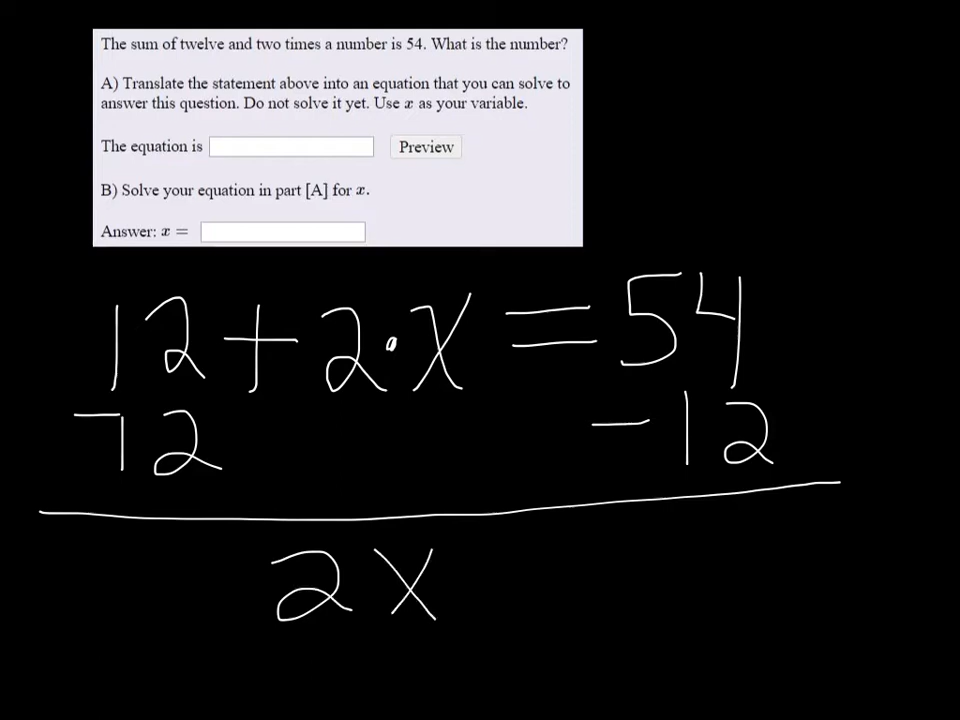 The sum of twelve and two times a number is 54. What is the number?
A) Translate the statement above into an equation that you can solve to
answer this question. Do not solve it yet. Use x as your variable.
The equation is Preview
B) Solve your equation in part [A] for x.
Answer: x =
12+2·x=54
-12 -12
2x